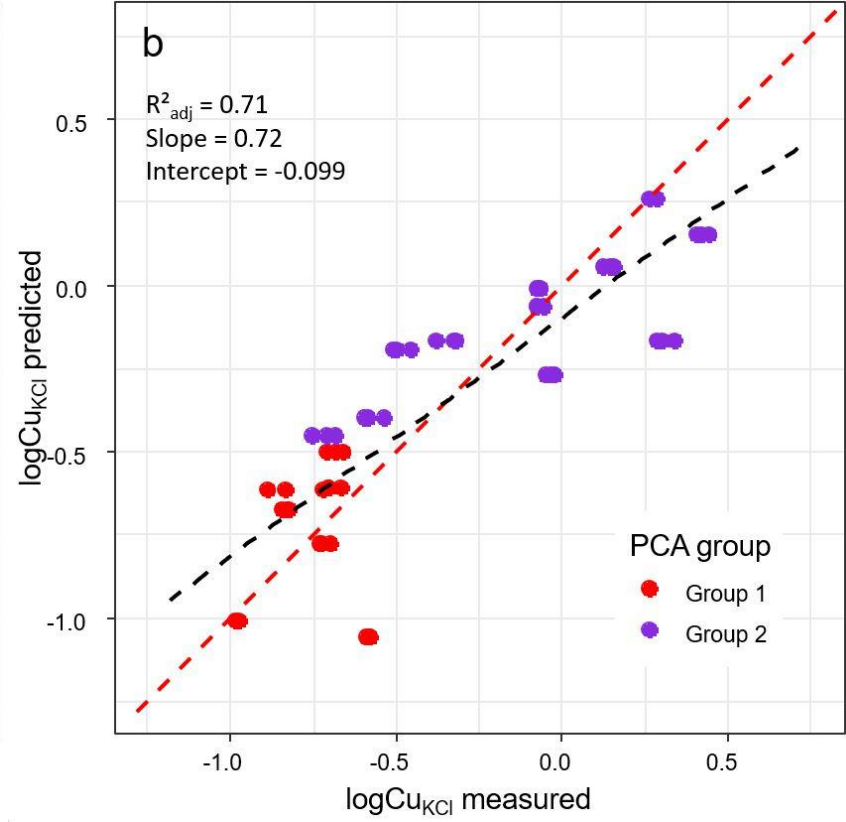 b
R²adj = 0.71
Slope = 0.72
Intercept = -0.099
0.5
0.0
-0.5
-1.0
logCuKCl predicted
PCA group
Group 1
Group 2
-1.0
-0.5
0.0
0.5
logCuKCl measured